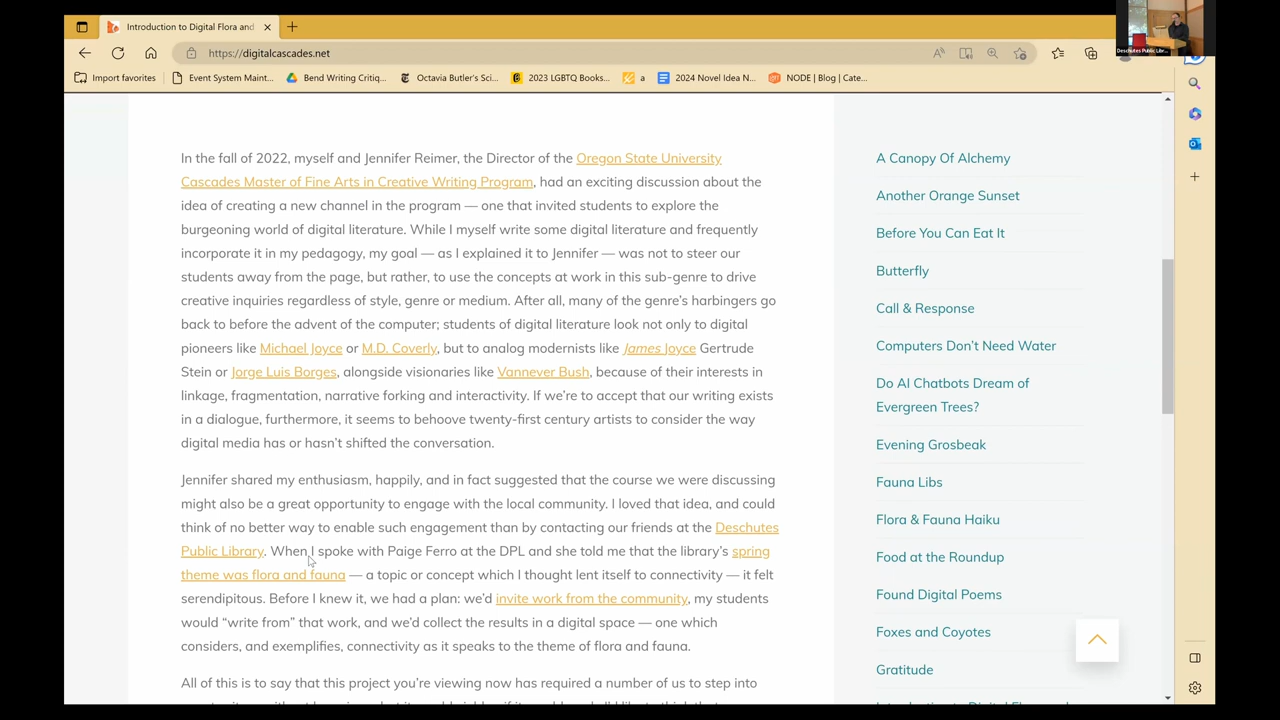 Introduction to Digital Flora and
https://digitalcascades.net
Deschutes Public Libr...
Import favorites
Event System Maint...
Bend Writing Critiq...
Octavia Butler's Sci...
2023 LGBTQ Books...
a
2024 Novel Idea N...
NODE | Blog | Cate...
In the fall of 2022, myself and Jennifer Reimer, the Director of the Oregon State University
Cascades Master of Fine Arts in Creative Writing Program, had an exciting discussion about the
idea of creating a new channel in the program — one that invited students to explore the
burgeoning world of digital literature. While I myself write some digital literature and frequently
incorporate it in my pedagogy, my goal — as I explained it to Jennifer — was not to steer our
students away from the page, but rather, to use the concepts at work in this sub-genre to drive
creative inquiries regardless of style, genre or medium. After all, many of the genre's harbingers go
back to before the advent of the computer; students of digital literature look not only to digital
pioneers like Michael Joyce or M.D. Coverly, but to analog modernists like James Joyce Gertrude
Stein or Jorge Luis Borges, alongside visionaries like Vannever Bush, because of their interests in
linkage, fragmentation, narrative forking and interactivity. If we're to accept that our writing exists
in a dialogue, furthermore, it seems to behoove twenty-first century artists to consider the way
digital media has or hasn't shifted the conversation.
Jennifer shared my enthusiasm, happily, and in fact suggested that the course we were discussing
might also be a great opportunity to engage with the local community. I loved that idea, and could
think of no better way to enable such engagement than by contacting our friends at the Deschutes
Public Library. When I spoke with Paige Ferro at the DPL and she told me that the library's spring
theme was flora and fauna — a topic or concept which I thought lent itself to connectivity — it felt
serendipitous. Before I knew it, we had a plan: we'd invite work from the community, my students
would "write from" that work, and we'd collect the results in a digital space — one which
considers, and exemplifies, connectivity as it speaks to the theme of flora and fauna.
All of this is to say that this project you're viewing now has required a number of us to step into
A Canopy Of Alchemy
Another Orange Sunset
Before You Can Eat It
Butterfly
Call & Response
Computers Don't Need Water
Do AI Chatbots Dream of
Evergreen Trees?
Evening Grosbeak
Fauna Libs
Flora & Fauna Haiku
Food at the Roundup
Found Digital Poems
Foxes and Coyotes
Gratitude